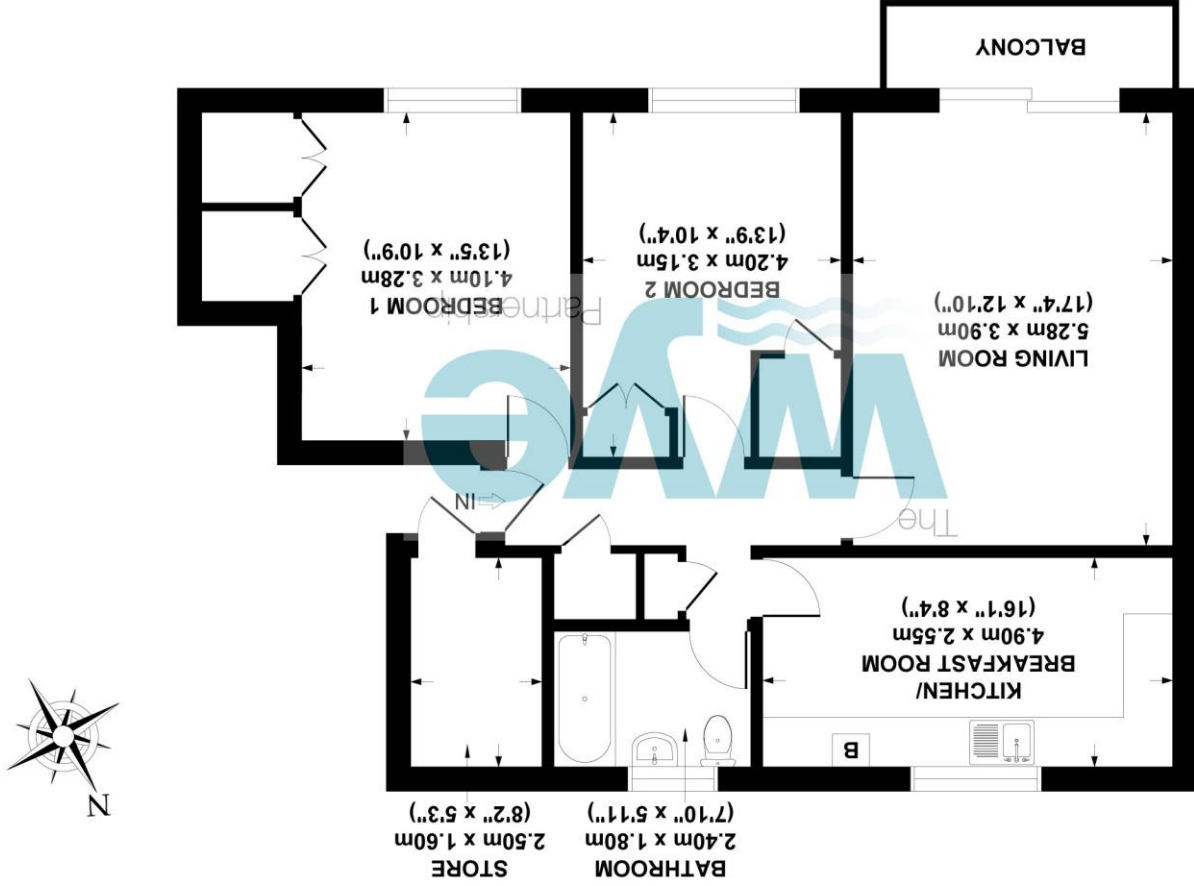 BATHROOM
2.40m x 1.80m
(7'10" x 5'11")
STORE
2.50m x 1.60m
(8'2" x 5'3")
N
B
KITCHEN/
BREAKFAST ROOM
4.90m x 2.55m
(16'1" x 8'4")
The
wye
Partnership
IN
LIVING ROOM
5.28m x 3.90m
(17'4" x 12'10")
BEDROOM 2
4.20m x 3.15m
(13'9" x 10'4")
BEDROOM 1
4.10m x 3.28m
(13'5" x 10'9")
BALCONY